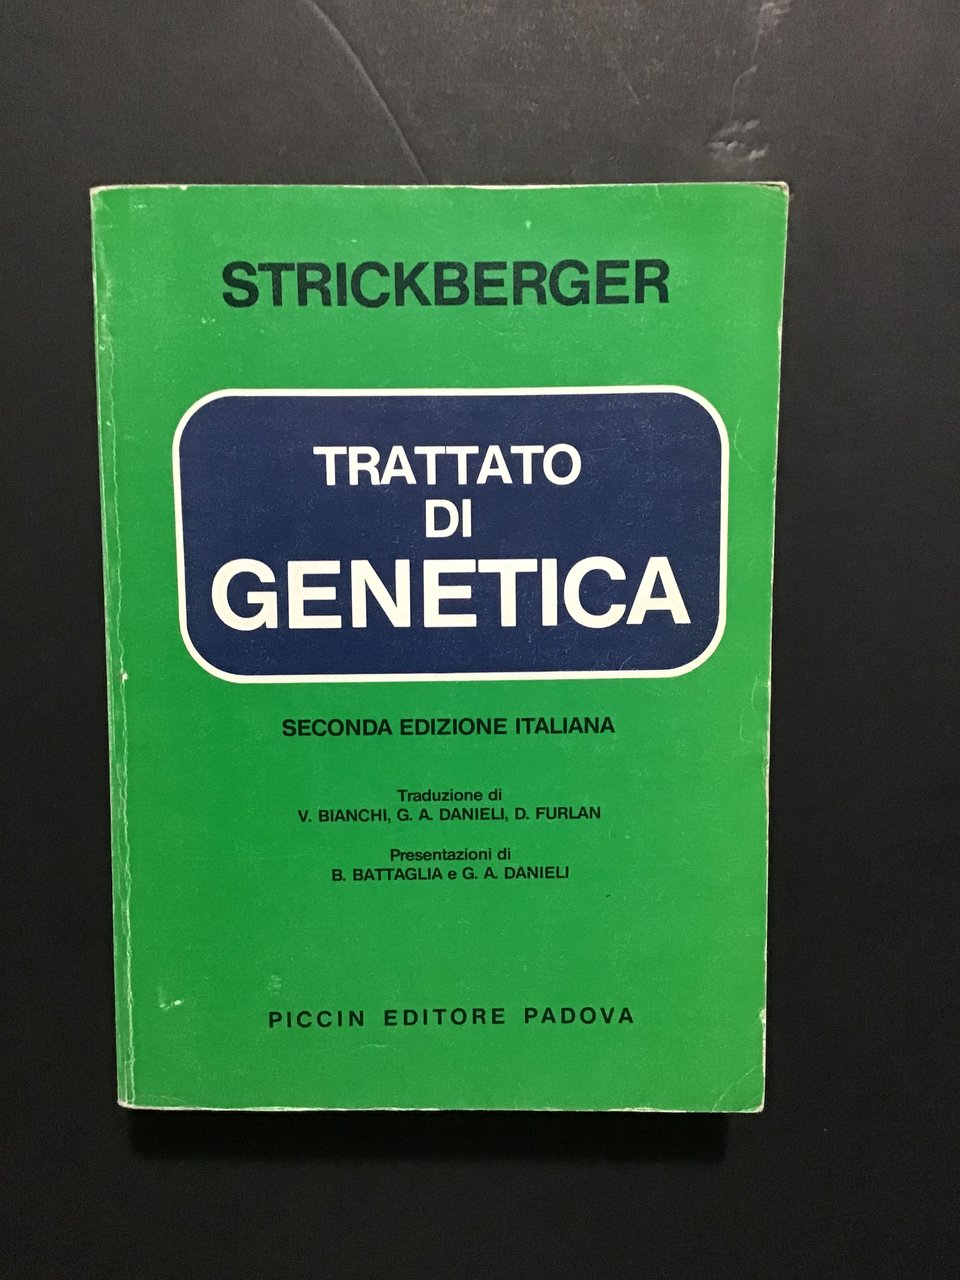 STRICKBERGER
TRATTATO
DI
GENETICA
SECONDA EDIZIONE ITALIANA
Traduzione di
V. BIANCHI, G. A. DANIELI, D. FURLAN
Presentazioni di
B. BATTAGLIA e G. A. DANIELI
PICCIN EDITORE PADOVA